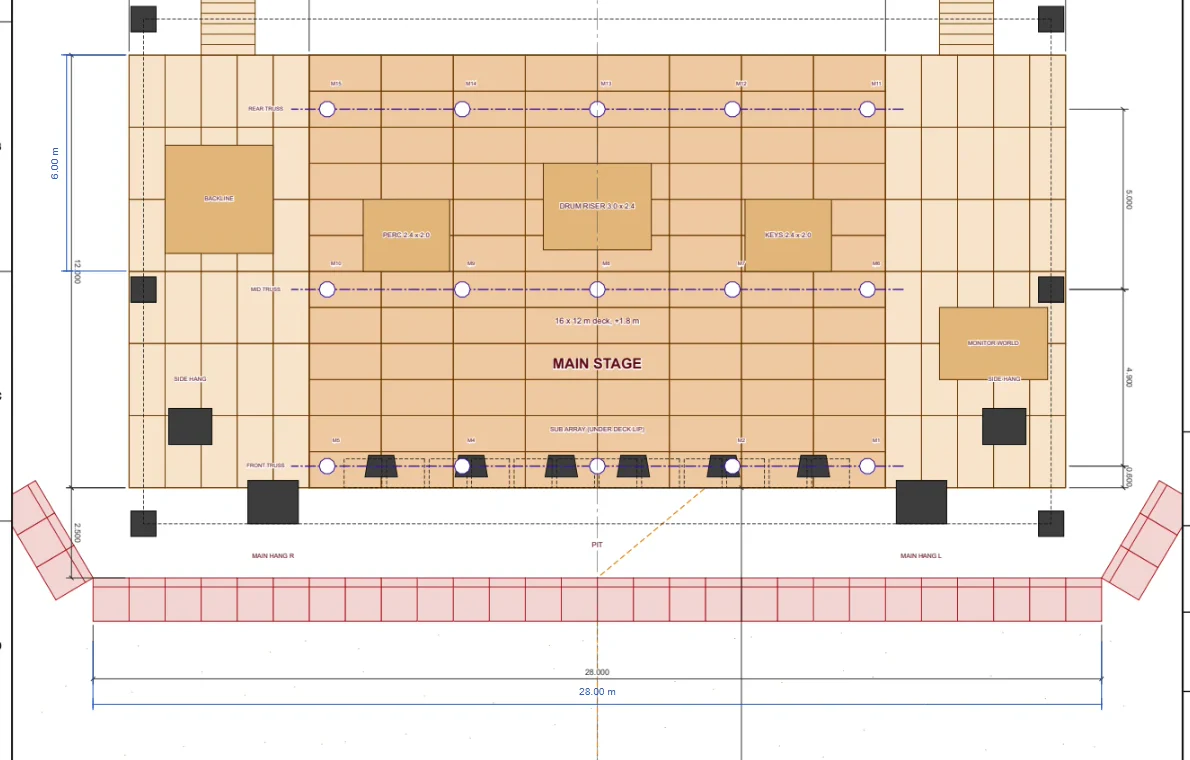 M15 M14 M13 M12 M11
REAR TRUSS
6.00 m
5.000
BACKLINE
DRUM RISER 3.0 x 2.4
PERC 2.4 x 2.0
KEYS 2.4 x 2.0
M10 M9 M8 M7 M6
12.000
MID TRUSS
16 x 12 m deck, +1.8 m
MONITOR WORLD
MAIN STAGE
4.900
SIDE HANG
SIDE HANG
SUB ARRAY (UNDER DECK LIP)
M5 M4 M2 M1
FRONT TRUSS
0.600
2.500
PIT
MAIN HANG R
MAIN HANG L
28.000
28.00 m